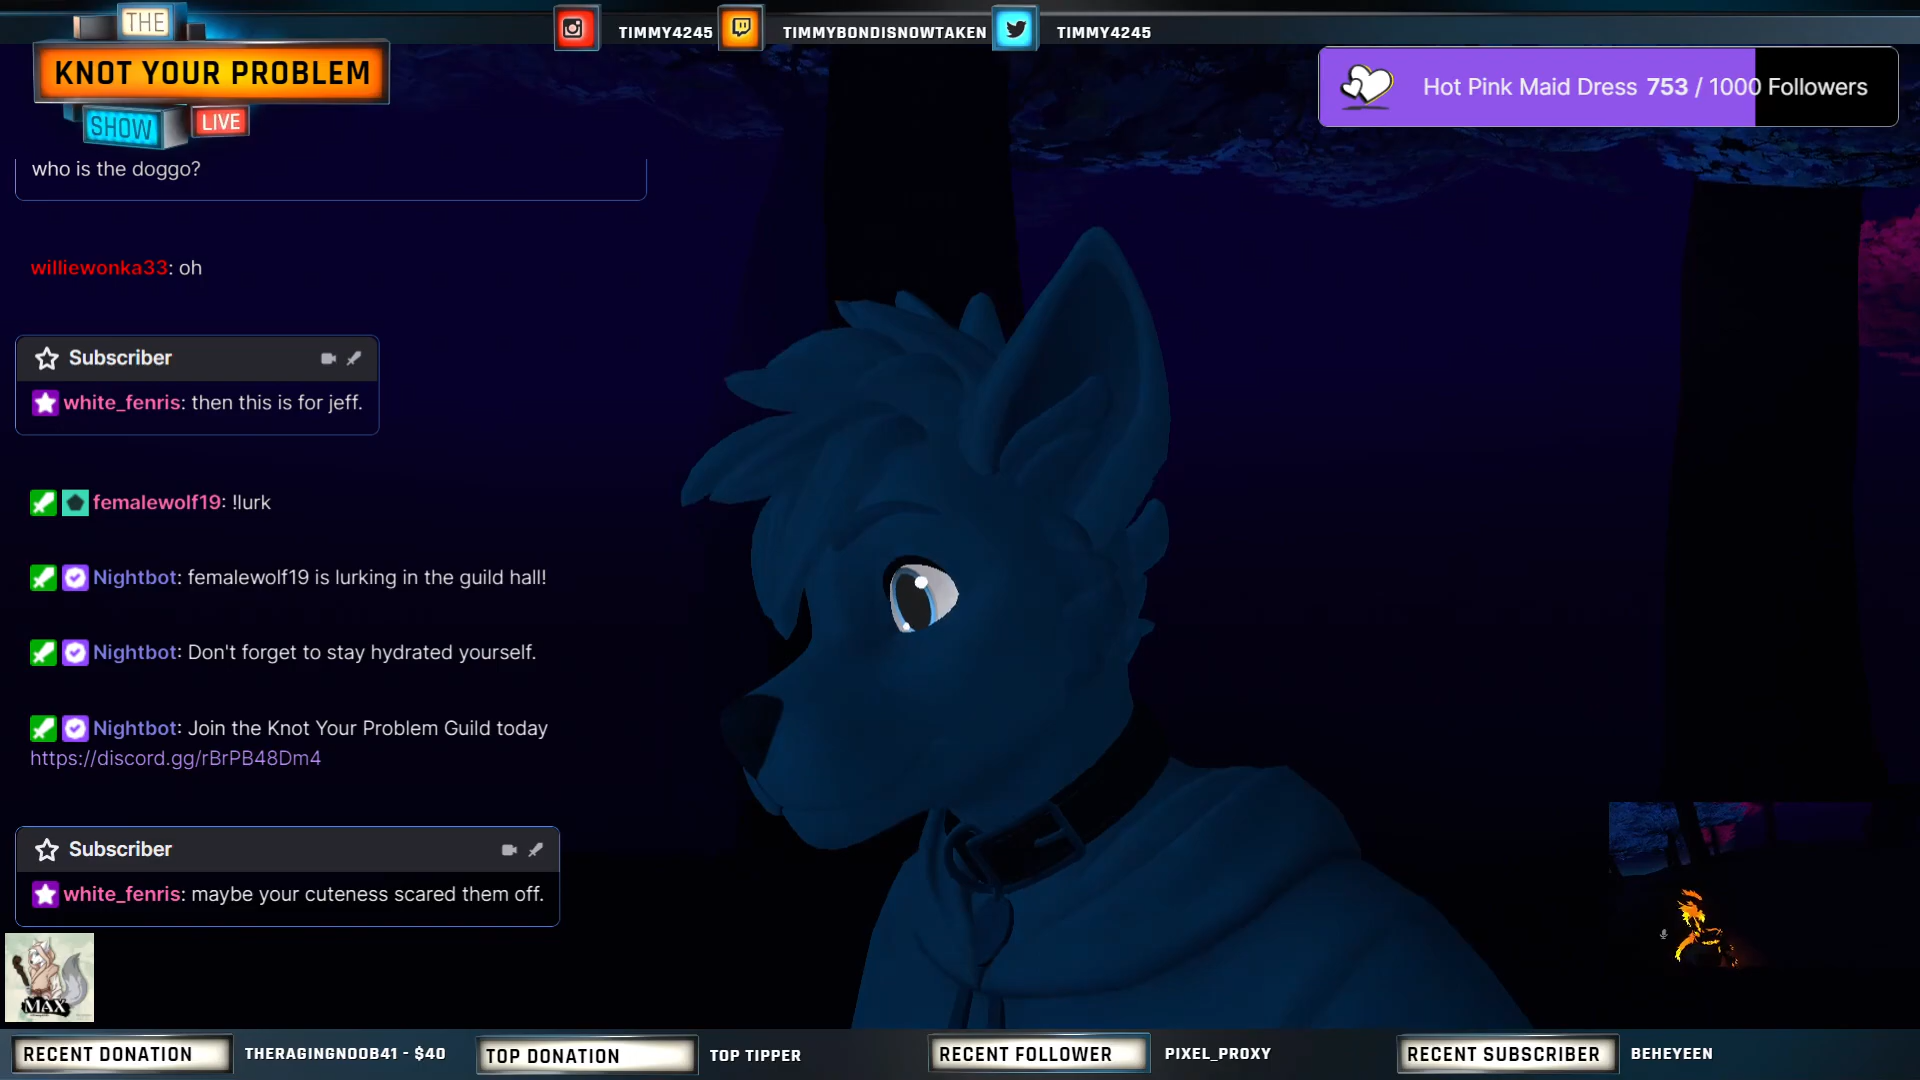 THE
KNOT YOUR PROBLEM
SHOW LIVE
TIMMY4245
TIMMYBONDISNOWTAKEN
TIMMY4245
Hot Pink Maid Dress 753 / 1000 Followers
who is the doggo?
williewonka33: oh
Subscriber
white_fenris: then this is for jeff.
femalewolf19: !lurk
Nightbot: femalewolf19 is lurking in the guild hall!
Nightbot: Don't forget to stay hydrated yourself.
Nightbot: Join the Knot Your Problem Guild today
https://discord.gg/rBrPB48Dm4
Subscriber
white_fenris: maybe your cuteness scared them off.
MAX
RECENT DONATION
THERAGINGNOOB41 - $40
TOP DONATION
TOP TIPPER
RECENT FOLLOWER
PIXEL_PROXY
RECENT SUBSCRIBER
BEHEYEEN